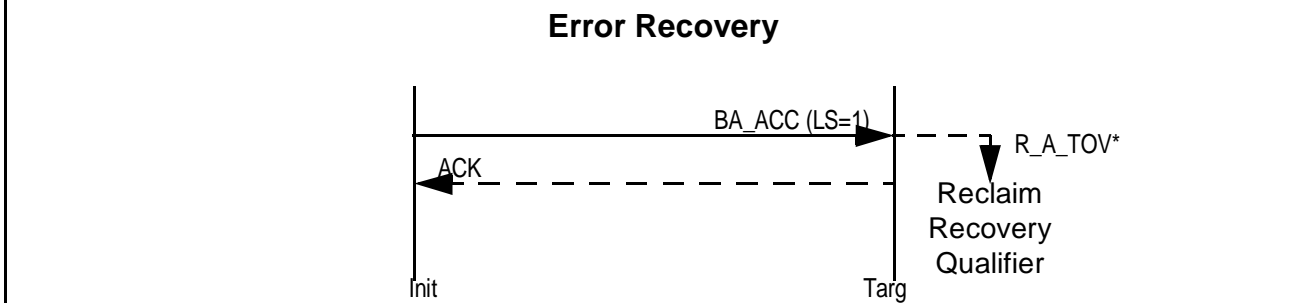 Error Recovery
BA_ACC (LS=1)
R_A_TOV*
ACK
Reclaim
Recovery
Qualifier
Init
Targ